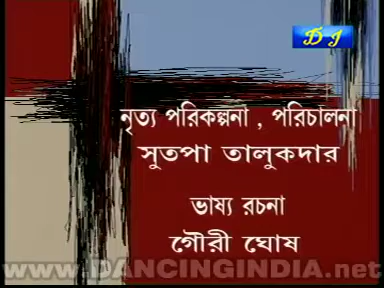 DJ
নৃত্য পরিকল্পনা , পরিচালনা
সুতপা তালুকদার
ভাষ্য রচনা
গৌরী ঘোষ
www.DANCINGINDIA.net